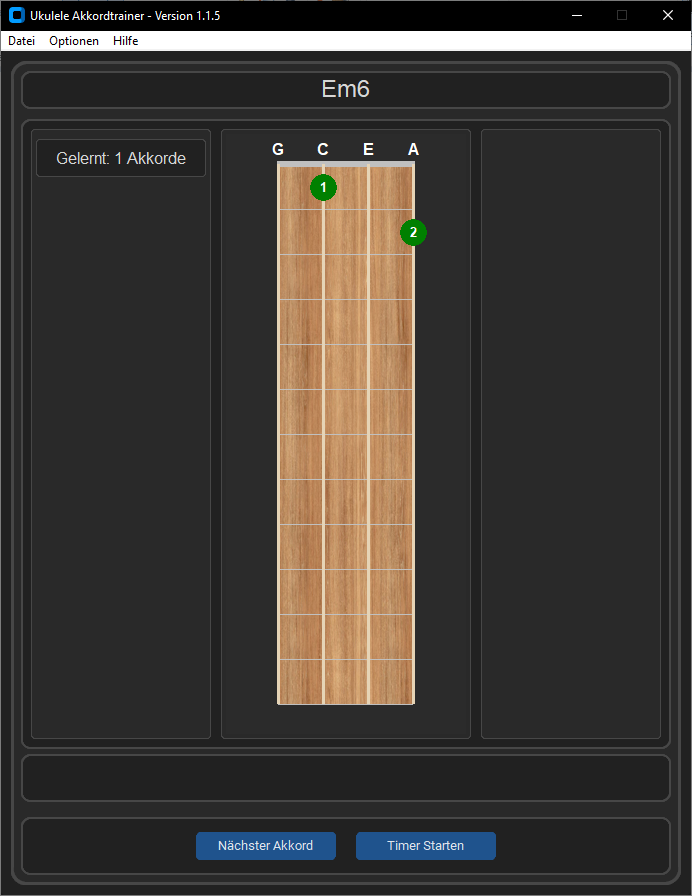 Ukulele Akkordtrainer - Version 1.1.5
Datei Optionen Hilfe
Em6
Gelernt: 1 Akkorde
G C E A
1
2
Nächster Akkord Timer Starten